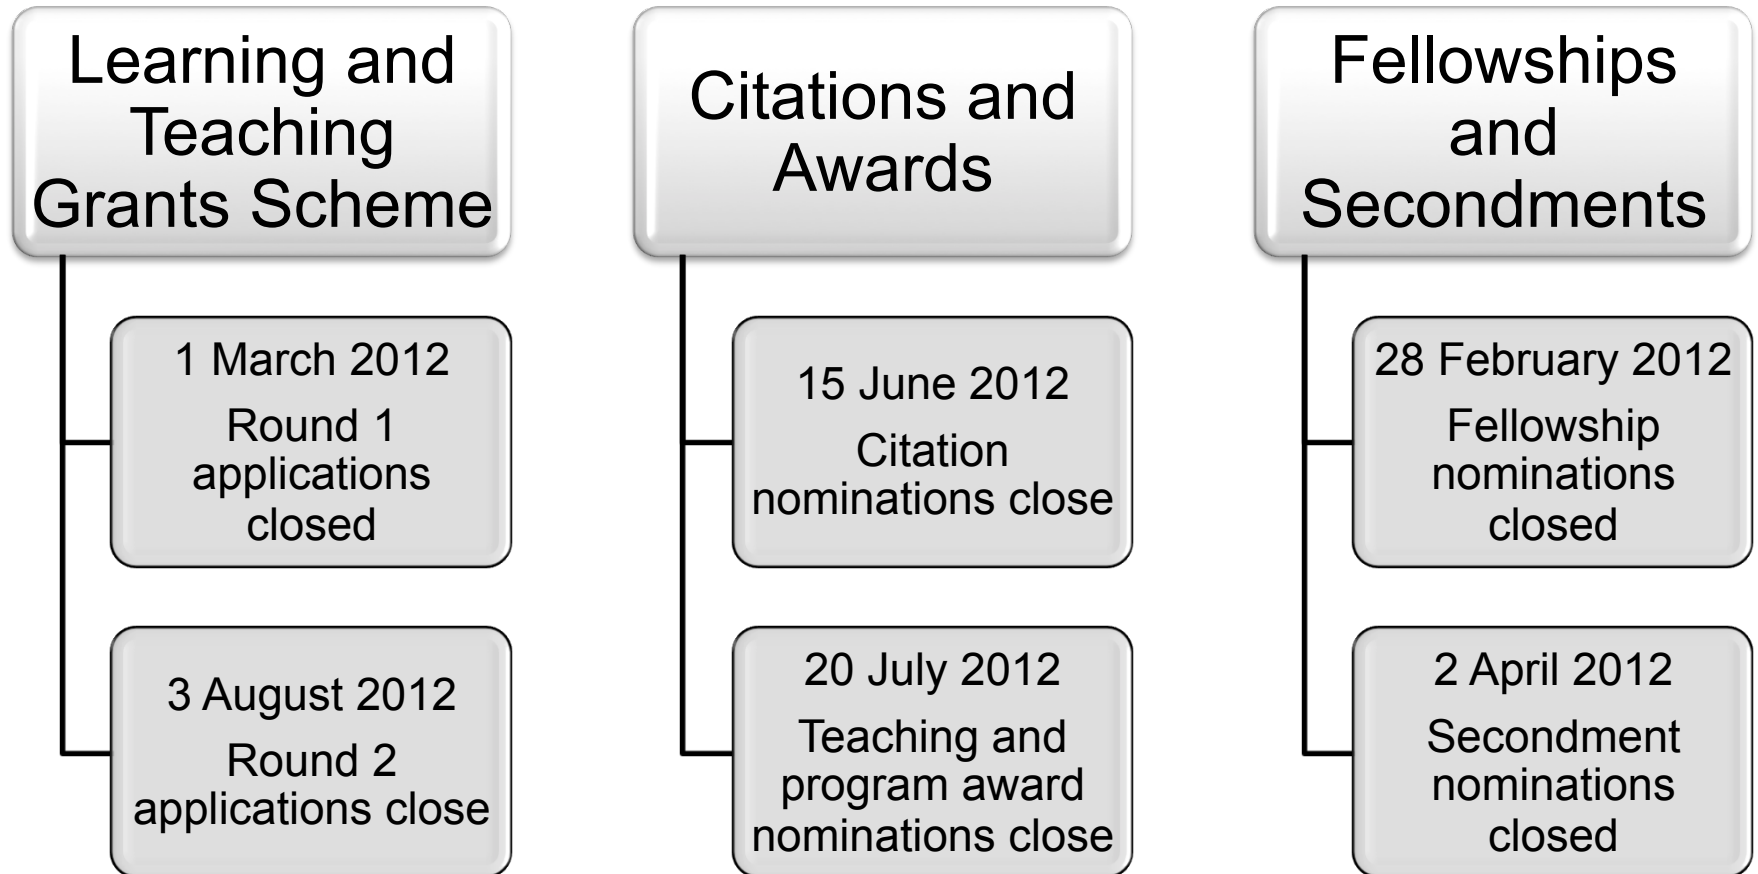 Learning and
Teaching
Grants Scheme
1 March 2012
Round 1
applications
closed
3 August 2012
Round 2
applications close
Citations and
Awards
15 June 2012
Citation
nominations close
20 July 2012
Teaching and
program award
nominations close
Fellowships
and
Secondments
28 February 2012
Fellowship
nominations
closed
2 April 2012
Secondment
nominations
closed